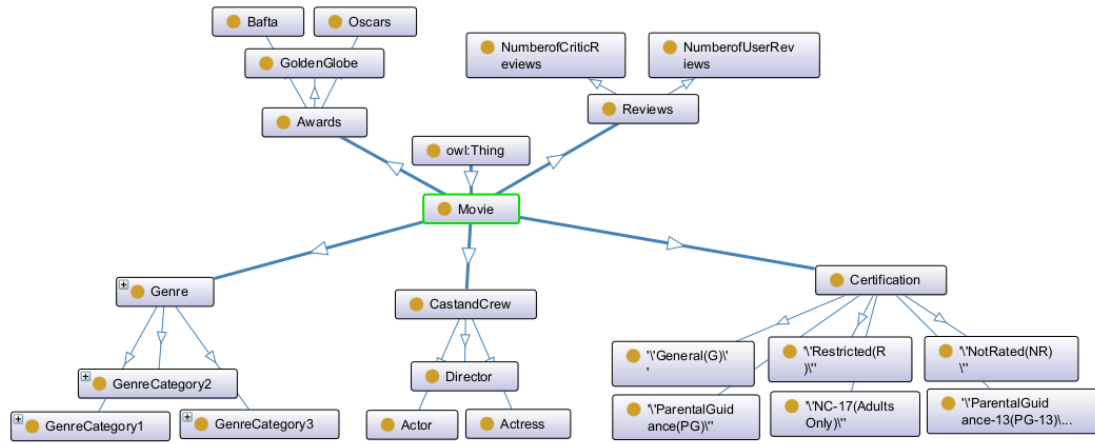 Bafta
Oscars
GoldenGlobe
NumberofCriticR
eviews
NumberofUserRev
iews
Awards
Reviews
owl:Thing
Movie
Genre
CastandCrew
Certification
'\'General(G)\'
'
'\'Restricted(R
)\''
'\'NotRated(NR)
\''
GenreCategory2
Director
GenreCategory1
GenreCategory3
Actor
Actress
'\'ParentalGuid
ance(PG)\''
'\'NC-17(Adults
Only)\''
'\'ParentalGuid
ance-13(PG-13)\...